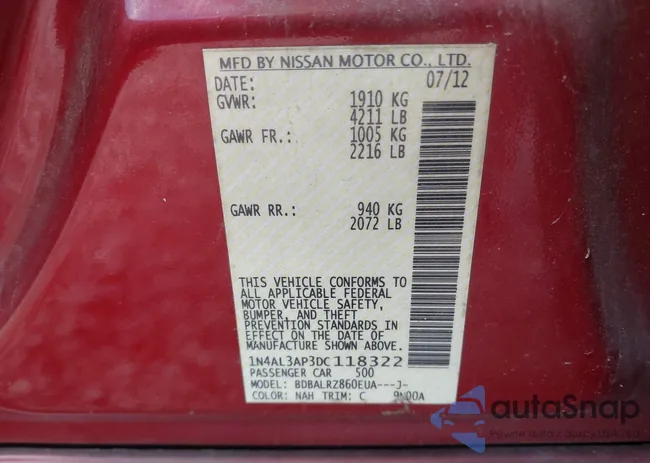 MFD BY NISSAN MOTOR CO., LTD.
DATE: 07/12
GVWR: 1910 KG
4211 LB
GAWR FR.: 1005 KG
2216 LB
GAWR RR.: 940 KG
2072 LB
THIS VEHICLE CONFORMS TO
ALL APPLICABLE FEDERAL
MOTOR VEHICLE SAFETY,
BUMPER, AND THEFT
PREVENTION STANDARDS IN
EFFECT ON THE DATE OF
MANUFACTURE SHOWN ABOVE.
1N4AL3AP3DC118322
PASSENGER CAR 500
MODEL: BDBALRZ860EUA---J-
COLOR: NAH TRIM: C
autaSnap
Pewne auta z